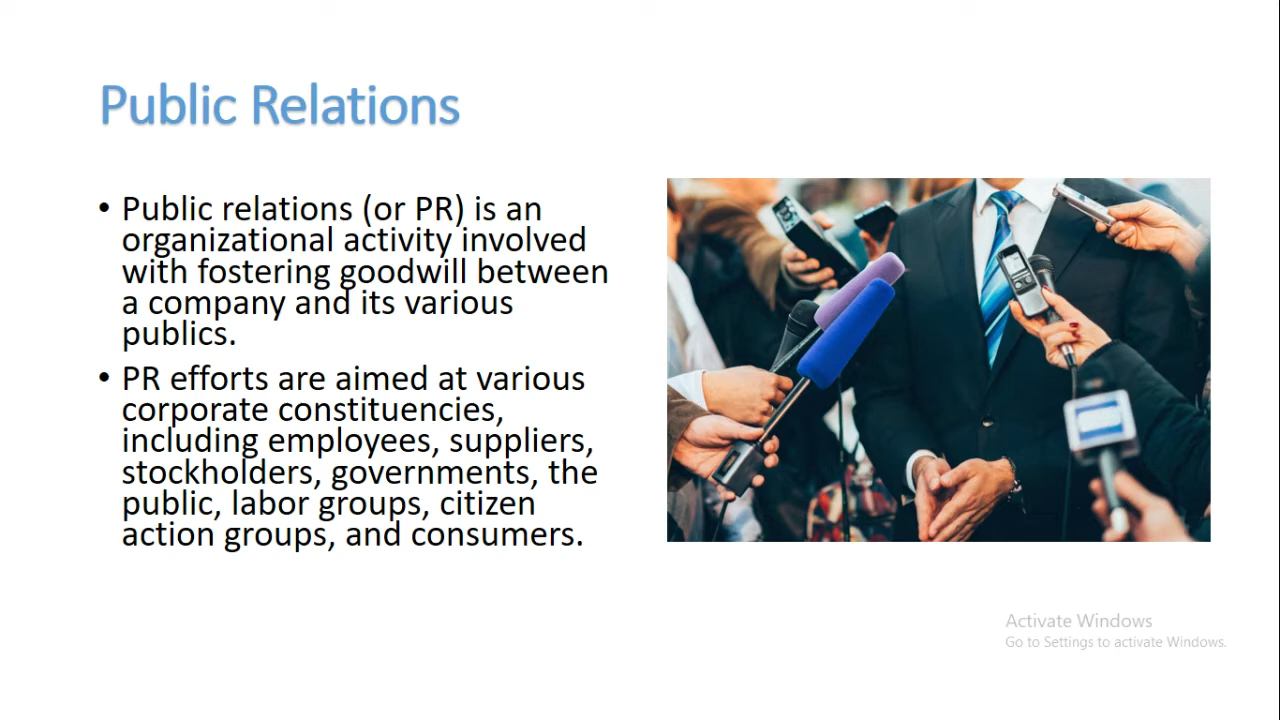 Public Relations
• Public relations (or PR) is an
organizational activity involved
with fostering goodwill between
a company and its various
publics.
• PR efforts are aimed at various
corporate constituencies,
including employees, suppliers,
stockholders, governments, the
public, labor groups, citizen
action groups, and consumers.
Activate Windows
Go to Settings to activate Windows.